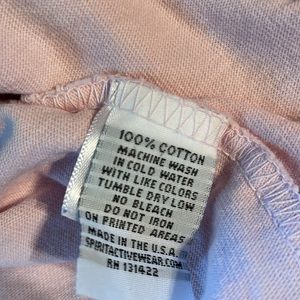 100% COTTON
MACHINE WASH
IN COLD WATER
WITH LIKE COLORS
TUMBLE DRY LOW
NO BLEACH
DO NOT IRON
ON PRINTED AREAS
MADE IN THE U.S.A.
SPIRITACTIVEWEAR.COM
RN 131422